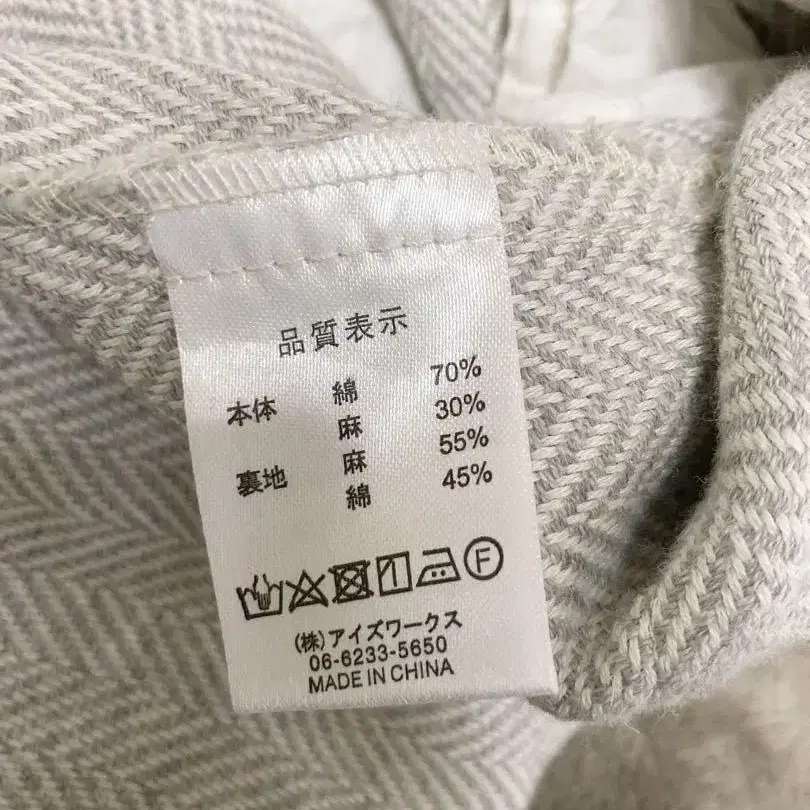 品質表示
本体 綿 70%
麻 30%
裏地 麻 55%
綿 45%
F
(株)アイズワークス
06-6233-5650
MADE IN CHINA